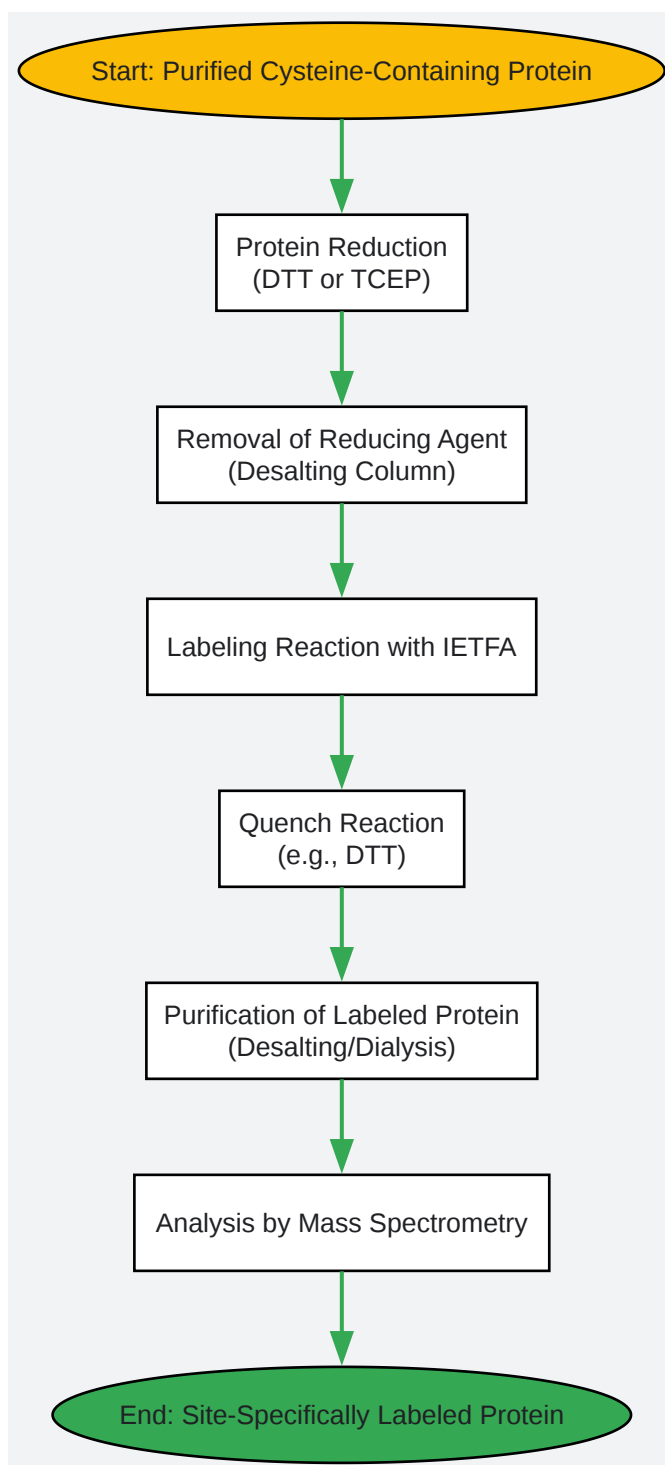 Start: Purified Cysteine-Containing Protein
Protein Reduction
(DTT or TCEP)
Removal of Reducing Agent
(Desalting Column)
Labeling Reaction with IETFA
Quench Reaction
(e.g., DTT)
Purification of Labeled Protein
(Desalting/Dialysis)
Analysis by Mass Spectrometry
End: Site-Specifically Labeled Protein